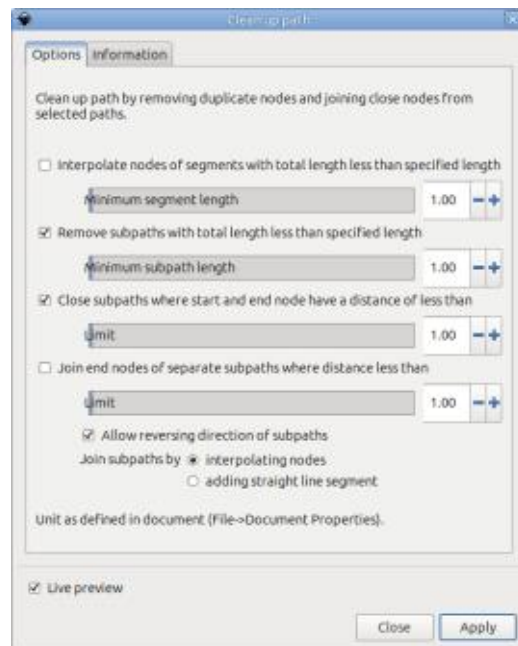 Clean up path
Options Information
Clean up path by removing duplicate nodes and joining close nodes from
selected paths.
Interpolate nodes of segments with total length less than specified length
Minimum segment length 1.00
Remove subpaths with total length less than specified length
Minimum subpath length 1.00
Close subpaths where start and end node have a distance of less than
Limit 1.00
Join end nodes of separate subpaths where distance less than
Limit 1.00
Allow reversing direction of subpaths
Join subpaths by interpolating nodes
adding straight line segment
Unit as defined in document (File->Document Properties).
Live preview
Close Apply